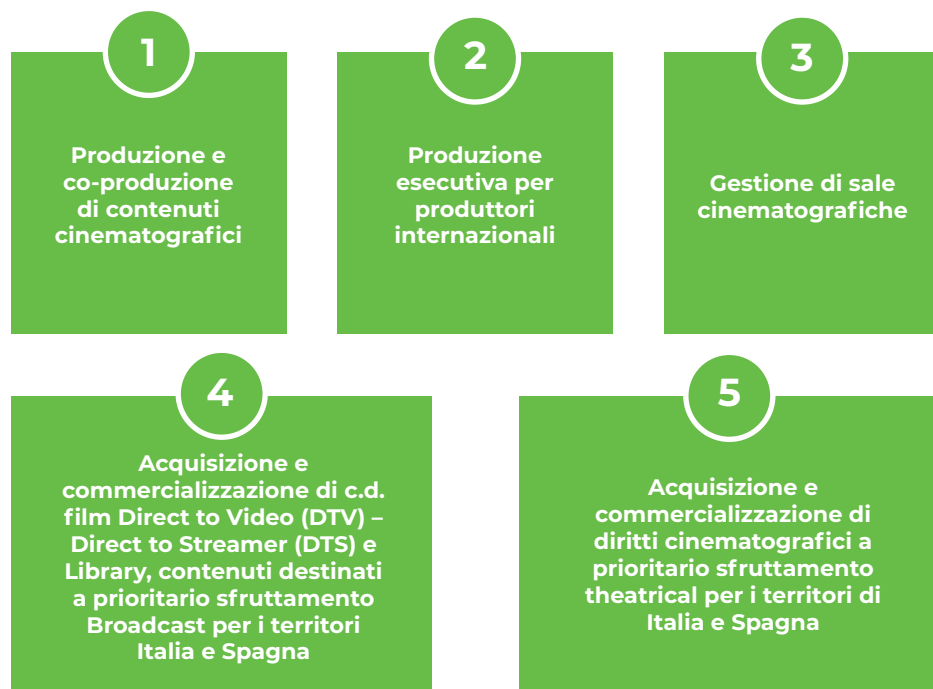 1
Produzione e
co-produzione
di contenuti
cinematografici
2
Produzione
esecutiva per
produttori
internazionali
3
Gestione di sale
cinematografiche
4
Acquisizione e
commercializzazione di c.d.
film Direct to Video (DTV) –
Direct to Streamer (DTS) e
Library, contenuti destinati
a prioritario sfruttamento
Broadcast per i territori
Italia e Spagna
5
Acquisizione e
commercializzazione di
diritti cinematografici a
prioritario sfruttamento
theatrical per i territori di
Italia e Spagna